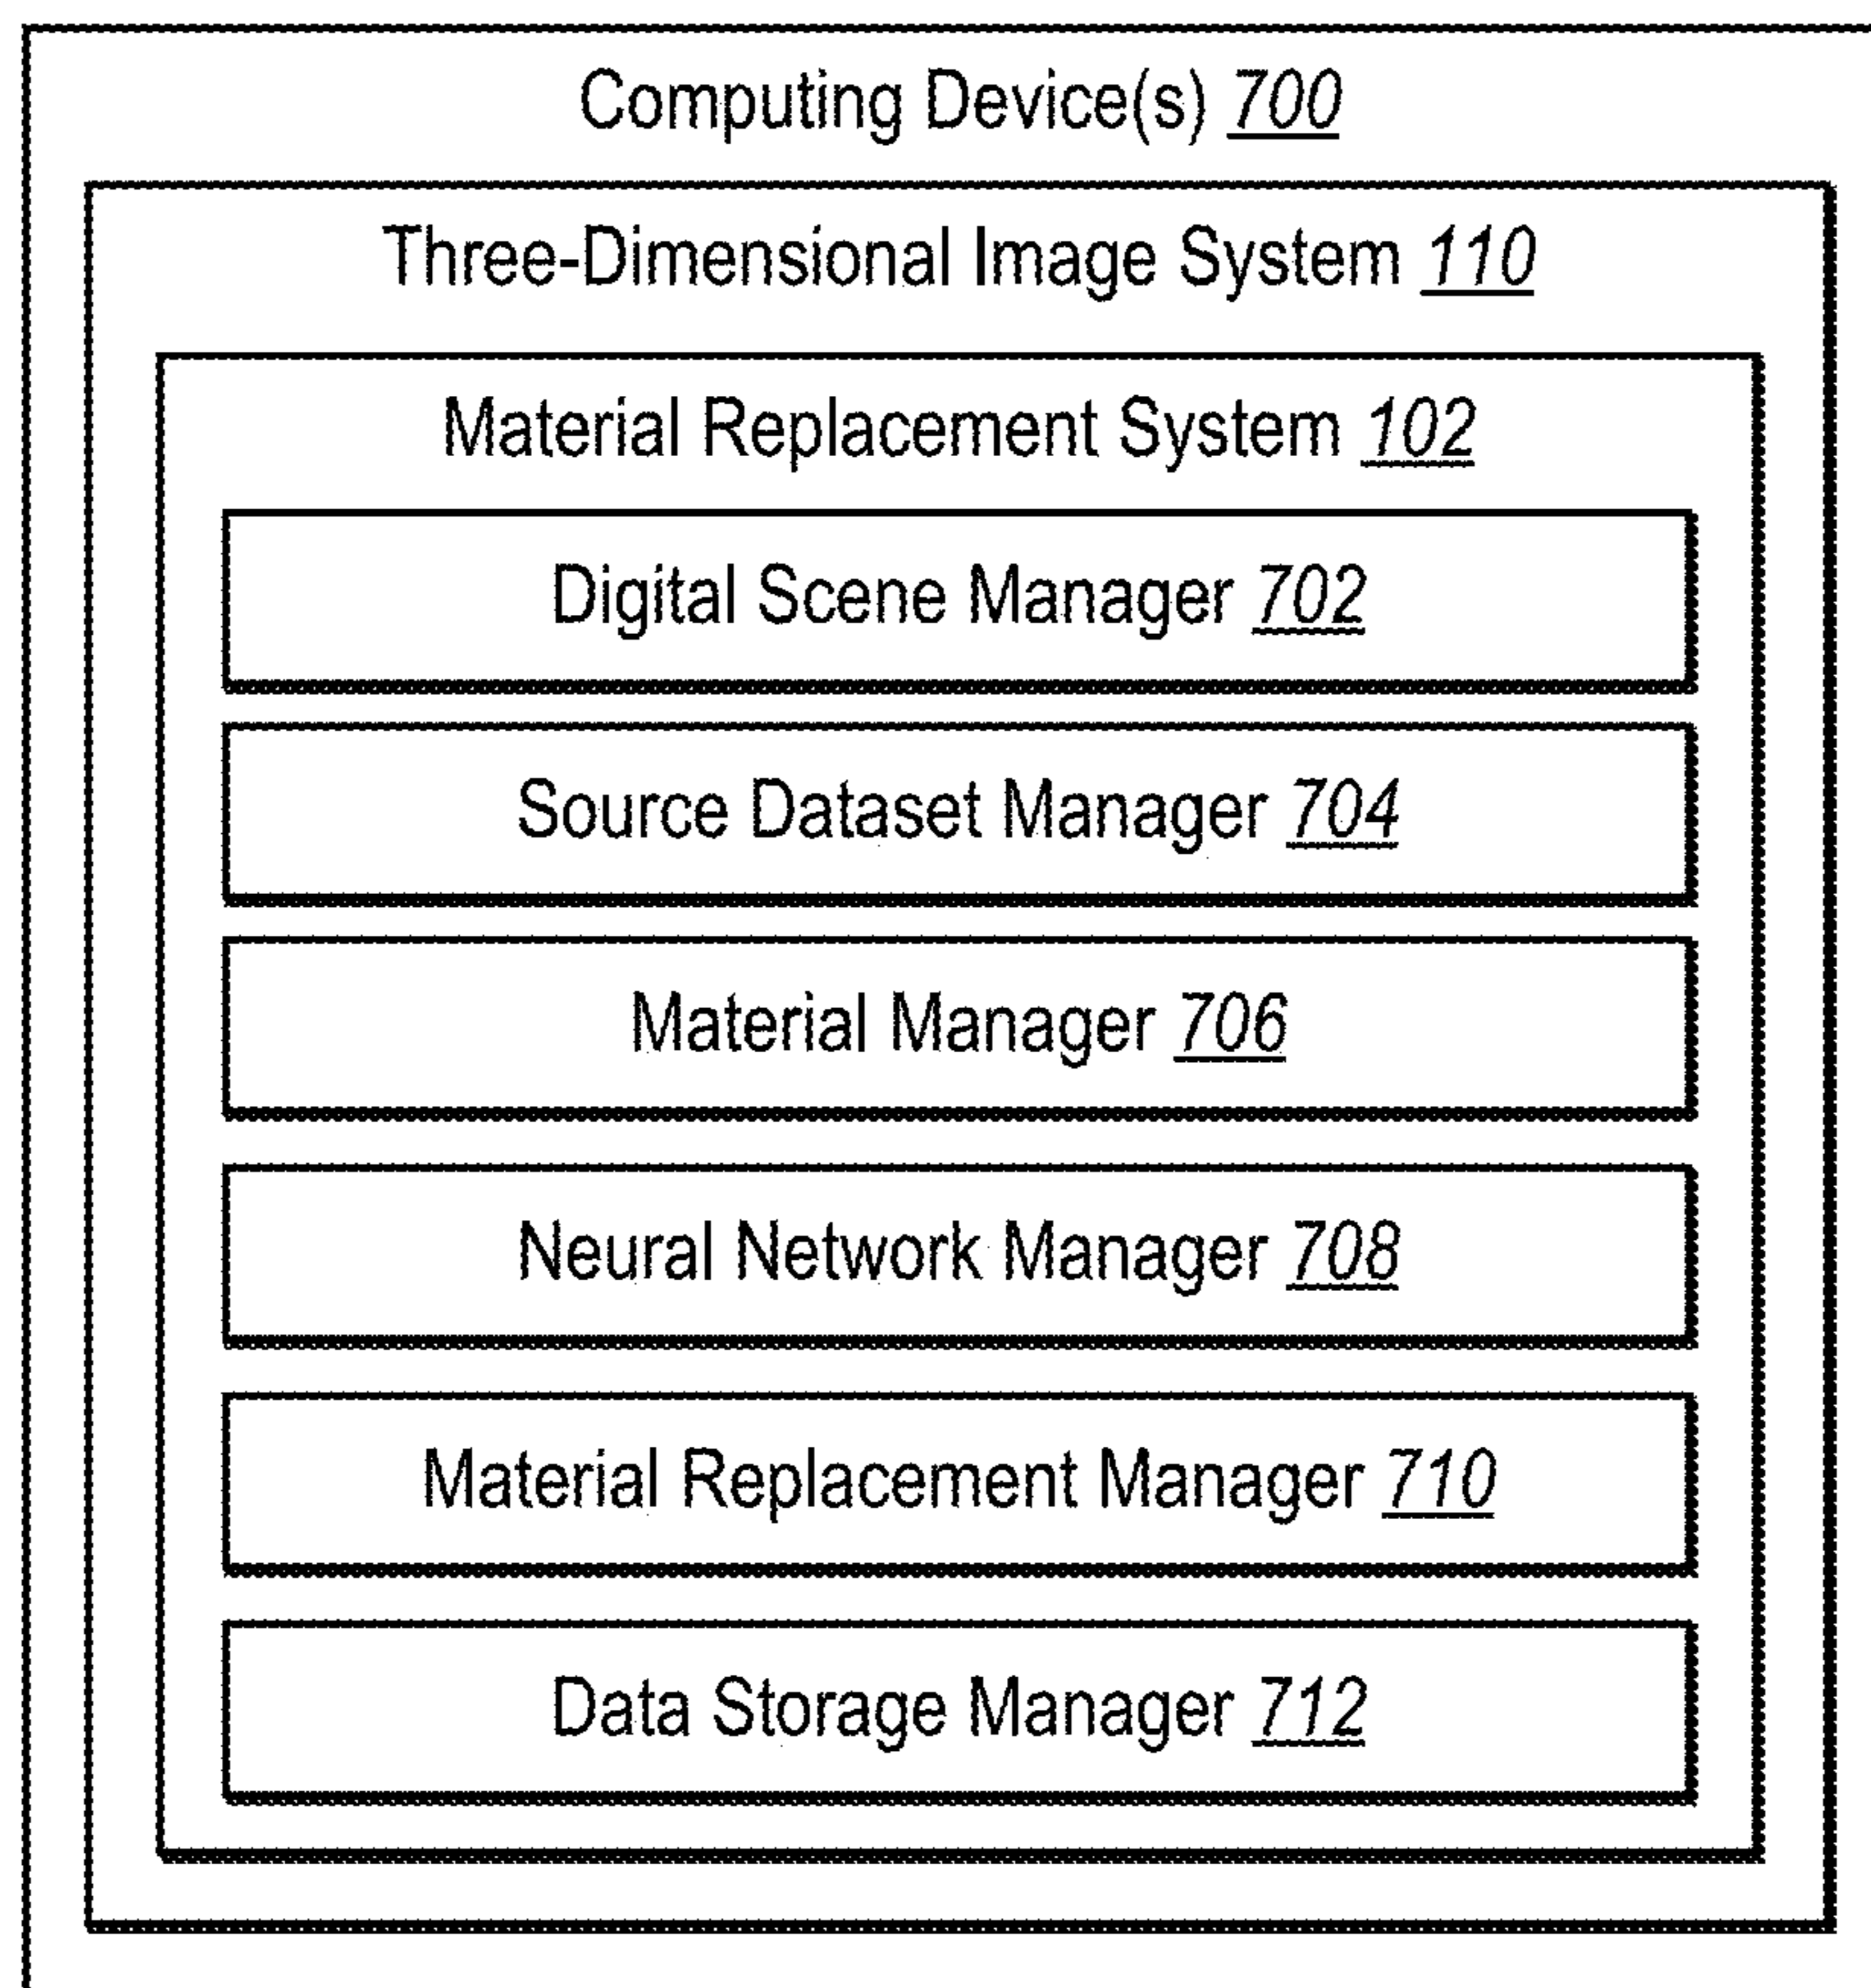 Computing Device(s) 700
Three-Dimensional Image System 110
Material Replacement System 102
Digital Scene Manager 702
Source Dataset Manager 704
Material Manager 706
Neural Network Manager 708
Material Replacement Manager 710
Data Storage Manager 712